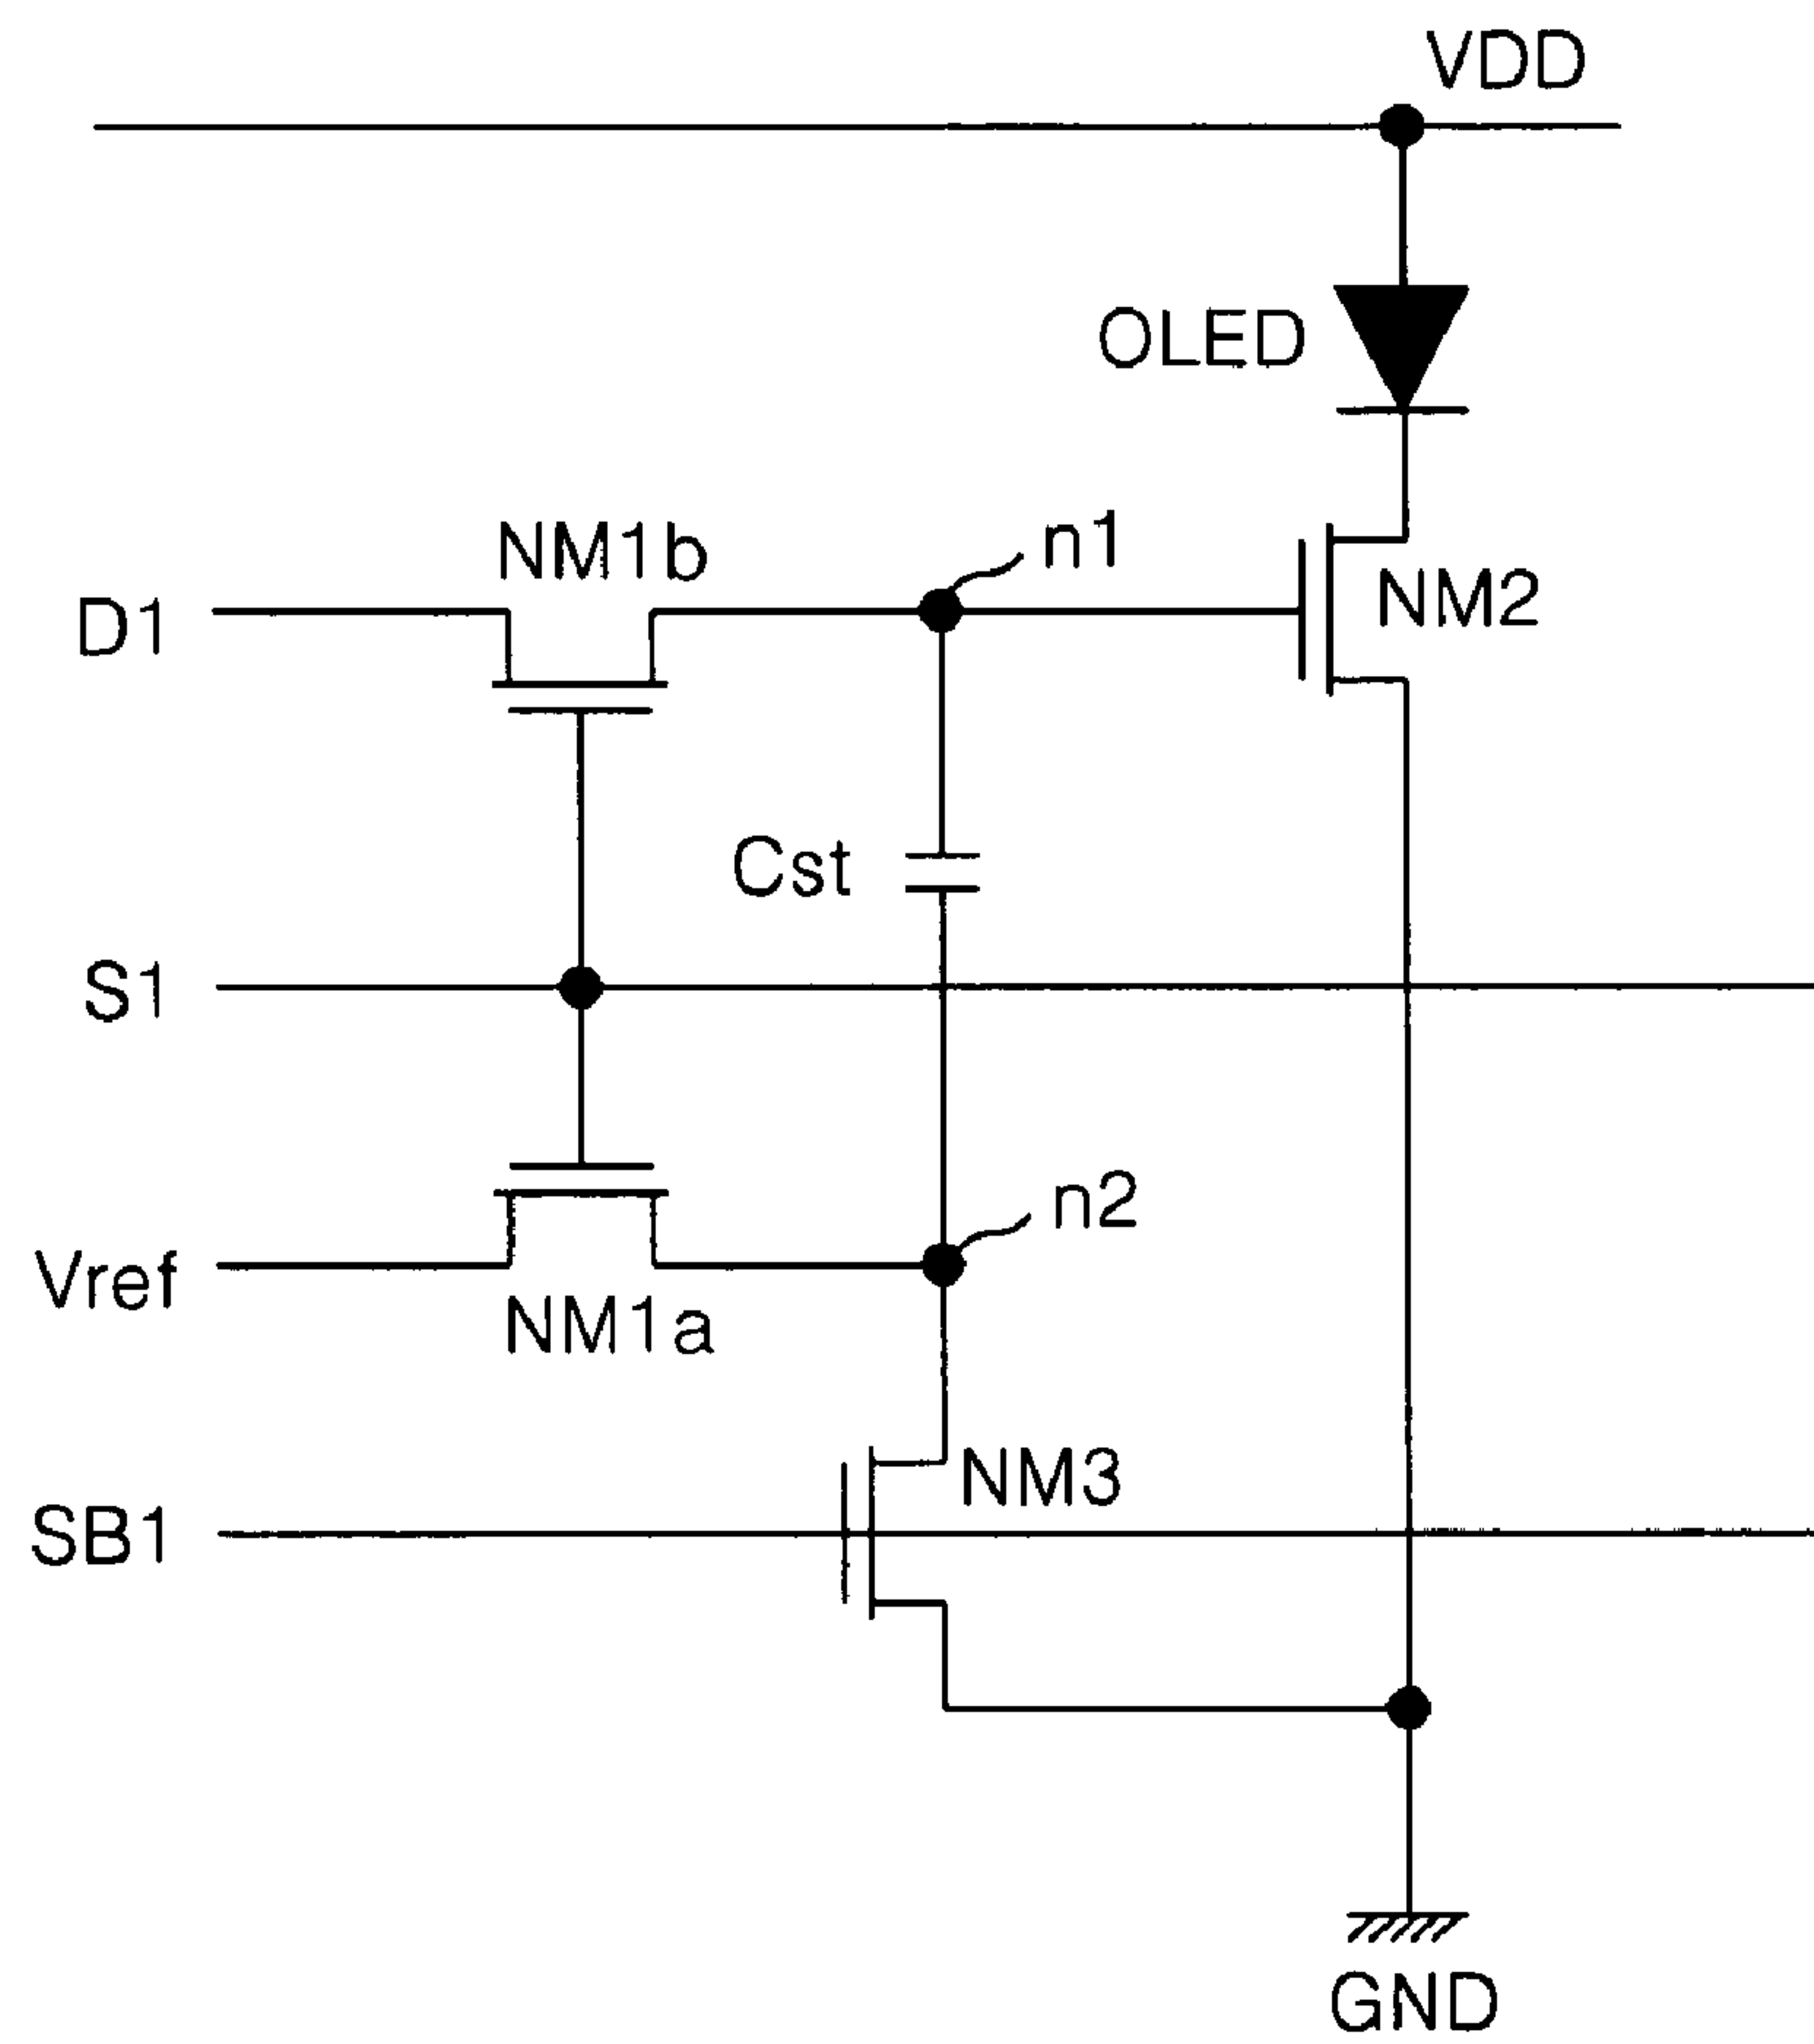 VDD
OLED
NM1b
n1
D1
NM2
Cst
S1
n2
Vref
NM1a
NM3
SB1
GND